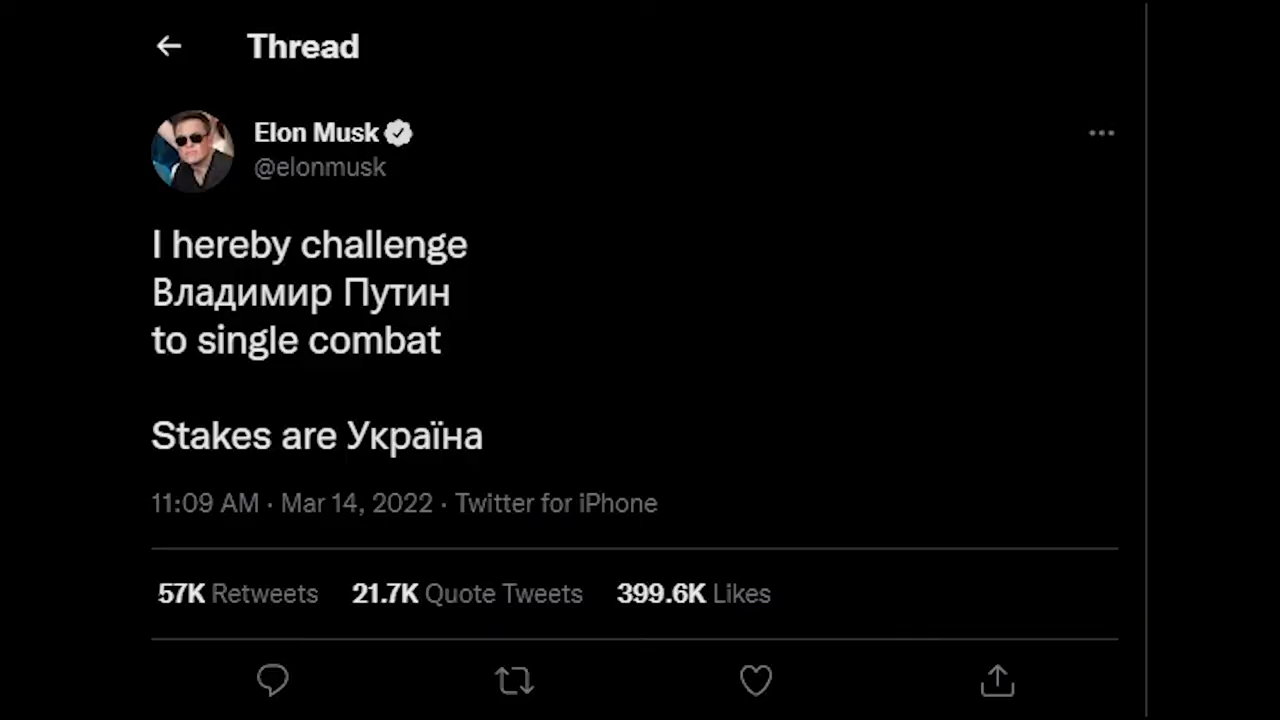 Thread
Elon Musk
@elonmusk
I hereby challenge
Владимир Путин
to single combat
Stakes are Україна
11:09 AM · Mar 14, 2022 · Twitter for iPhone
57K Retweets 21.7K Quote Tweets 399.6K Likes